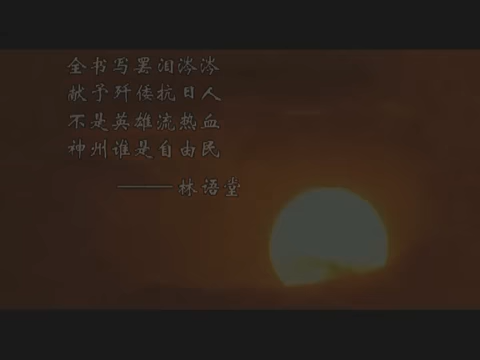 全书写罢泪涔涔
献予歼倭抗日人
不是英雄流热血
神州谁是自由民
——林语堂